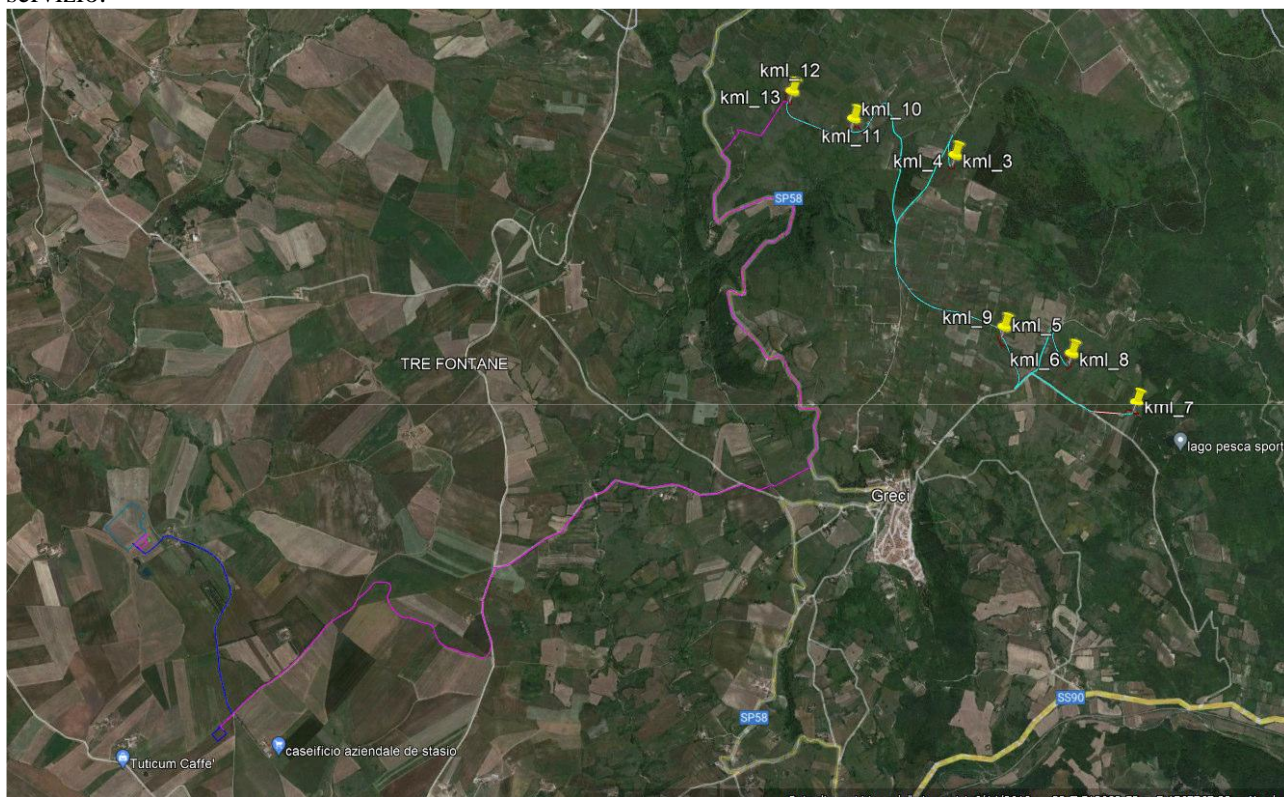 servizio.
kml_12
kml_13
kml_10
kml_11
kml_4
kml_3
SP58
kml_9
kml_5
kml_6
kml_8
TRE FONTANE
kml_7
lago pesca sport
Greci
SS90
SP58
caseificio aziendale de stasio
Tuticum Caffe'